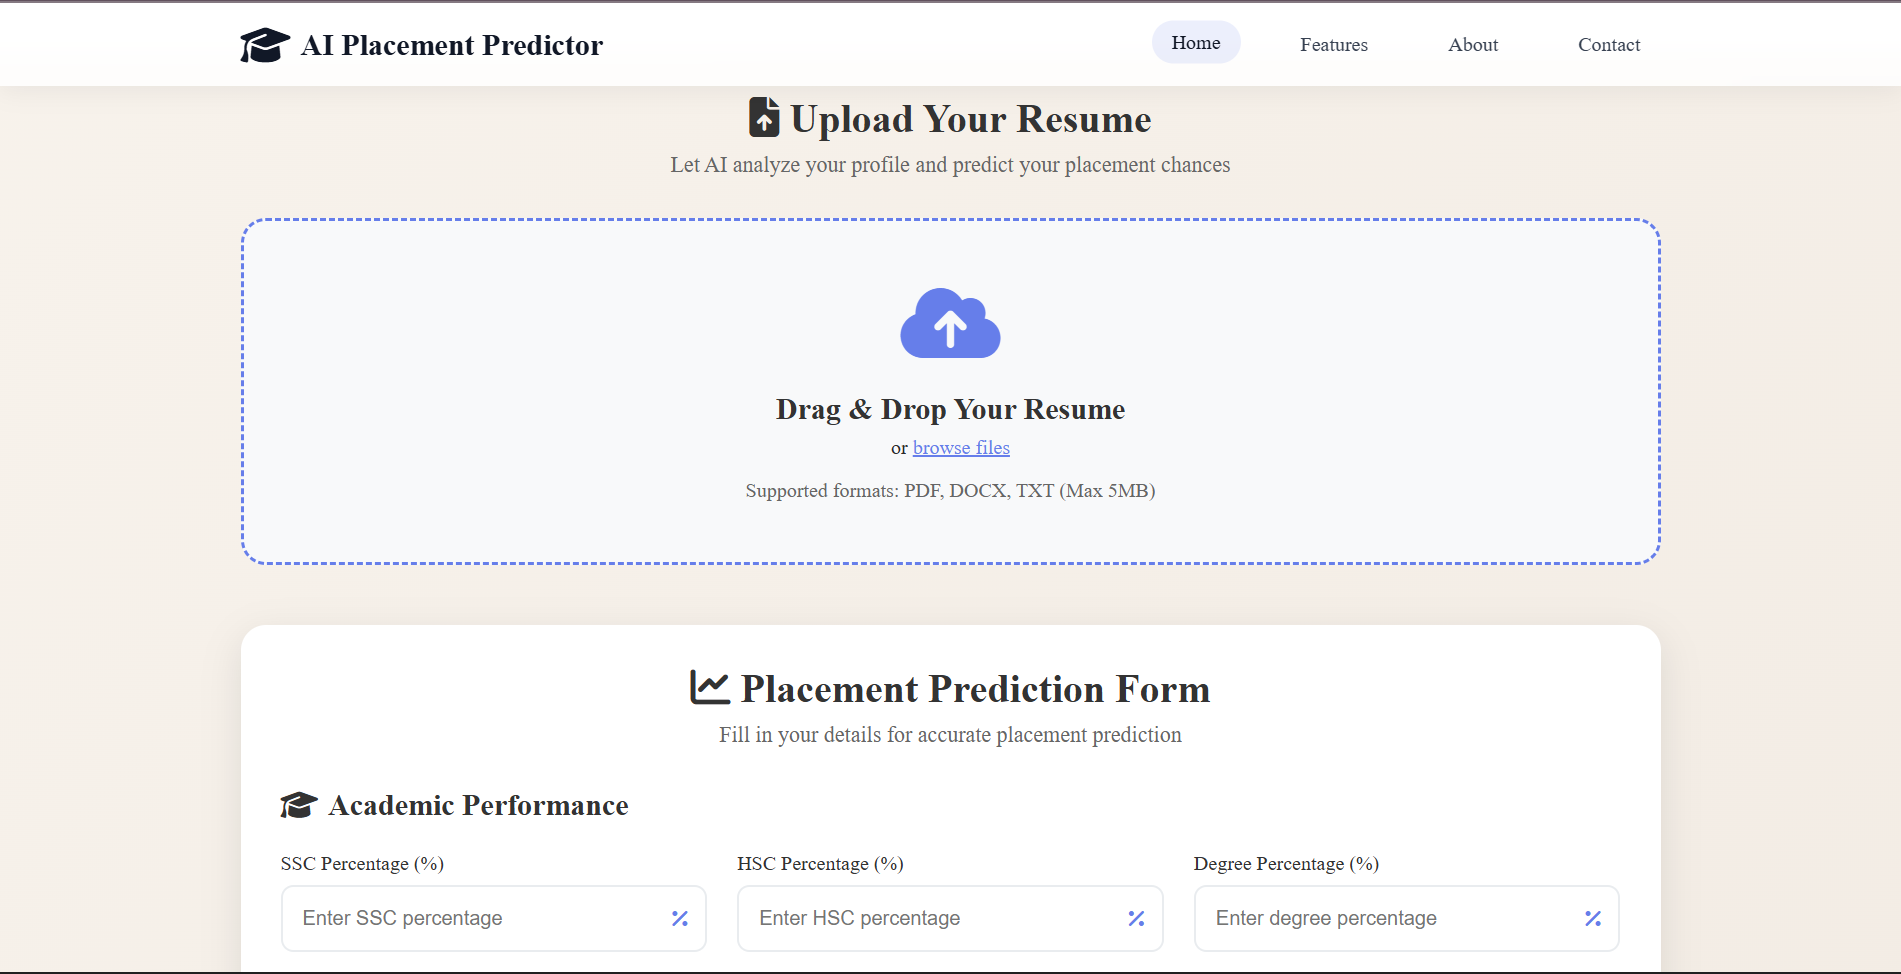 AI Placement Predictor
Home
Features
About
Contact
Upload Your Resume
Let AI analyze your profile and predict your placement chances
Drag & Drop Your Resume
or browse files
Supported formats: PDF, DOCX, TXT (Max 5MB)
Placement Prediction Form
Fill in your details for accurate placement prediction
Academic Performance
SSC Percentage (%)
HSC Percentage (%)
Degree Percentage (%)
Enter SSC percentage %
Enter HSC percentage %
Enter degree percentage %